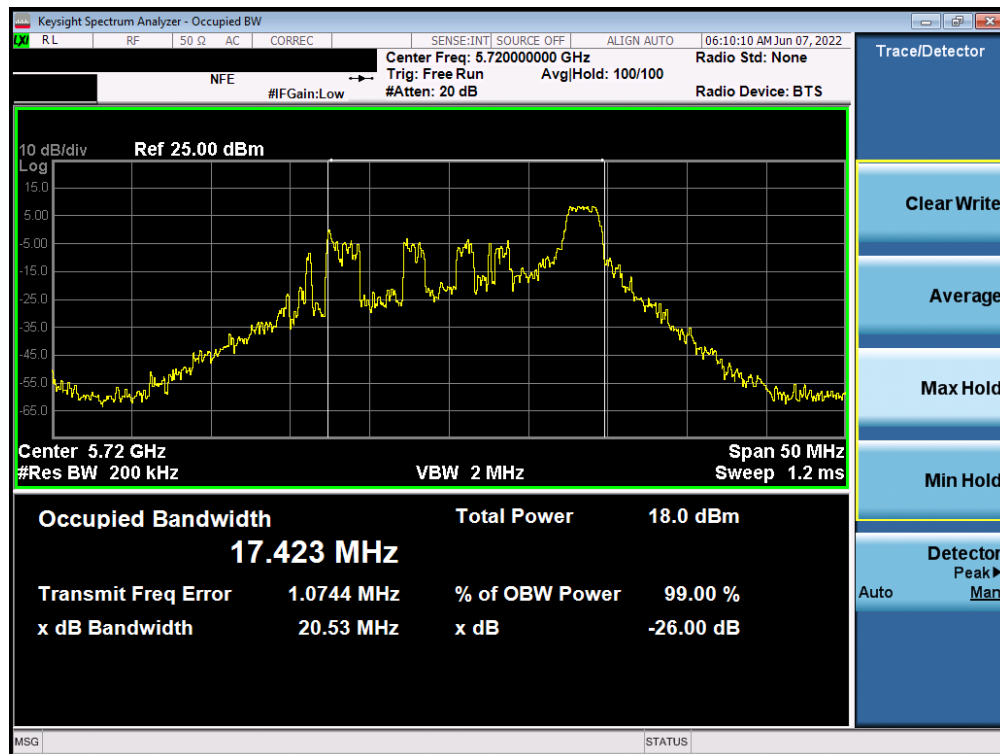 Keysight Spectrum Analyzer - Occupied BW
LXI RL RF 50 Ω AC CORREC SENSE:INT SOURCE OFF ALIGN AUTO 06:10:10 AM Jun 07, 2022
Center Freq: 5.720000000 GHz Radio Std: None
NFE Trig: Free Run Avg|Hold: 100/100
#IFGain:Low #Atten: 20 dB Radio Device: BTS
Trace/Detector
10 dB/div Ref 25.00 dBm
Log
15.0
5.00
-5.00
-15.0
-25.0
-35.0
-45.0
-55.0
-65.0
Center 5.72 GHz Span 50 MHz
#Res BW 200 kHz VBW 2 MHz Sweep 1.2 ms
Occupied Bandwidth Total Power 18.0 dBm
17.423 MHz
Transmit Freq Error 1.0744 MHz % of OBW Power 99.00 %
x dB Bandwidth 20.53 MHz x dB -26.00 dB
Clear Write
Average
Max Hold
Min Hold
Detector
Peak
Auto Man
MSG STATUS